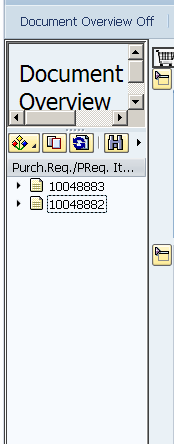 Document Overview Off
Document
Overview
Purch.Req./PReq. It...
10048883
10048882